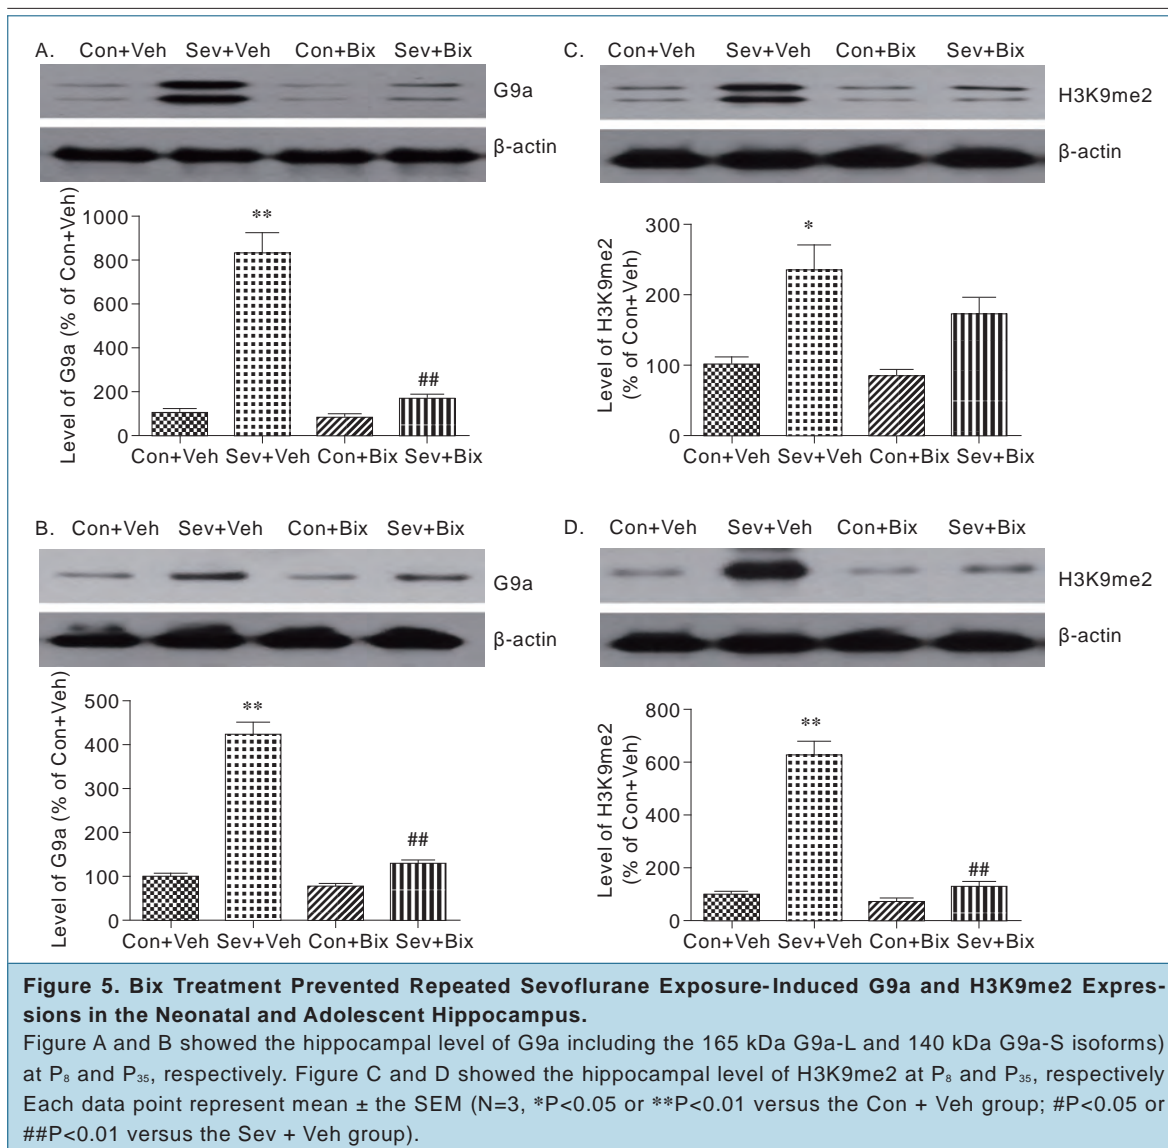 A. Con+Veh Sev+Veh Con+Bix Sev+Bix
G9a
β-actin
Level of G9a (% of Con+Veh)
1000
800
600
400
200
0
**
##
Con+Veh Sev+Veh Con+Bix Sev+Bix
C. Con+Veh Sev+Veh Con+Bix Sev+Bix
H3K9me2
β-actin
Level of H3K9me2
(% of Con+Veh)
300
200
100
0
*
Con+Veh Sev+Veh Con+Bix Sev+Bix
B. Con+Veh Sev+Veh Con+Bix Sev+Bix
G9a
β-actin
Level of G9a (% of Con+Veh)
500
400
300
200
100
0
**
##
Con+Veh Sev+Veh Con+Bix Sev+Bix
D. Con+Veh Sev+Veh Con+Bix Sev+Bix
H3K9me2
β-actin
Level of H3K9me2
(% of Con+Veh)
800
600
400
200
0
**
##
Con+Veh Sev+Veh Con+Bix Sev+Bix
Figure 5. Bix Treatment Prevented Repeated Sevoflurane Exposure-Induced G9a and H3K9me2 Expres-
sions in the Neonatal and Adolescent Hippocampus.
Figure A and B showed the hippocampal level of G9a including the 165 kDa G9a-L and 140 kDa G9a-S isoforms)
at P₈ and P₃₅, respectively. Figure C and D showed the hippocampal level of H3K9me2 at P₈ and P₃₅, respectively
Each data point represent mean ± the SEM (N=3, *P<0.05 or **P<0.01 versus the Con + Veh group; #P<0.05 or
##P<0.01 versus the Sev + Veh group).